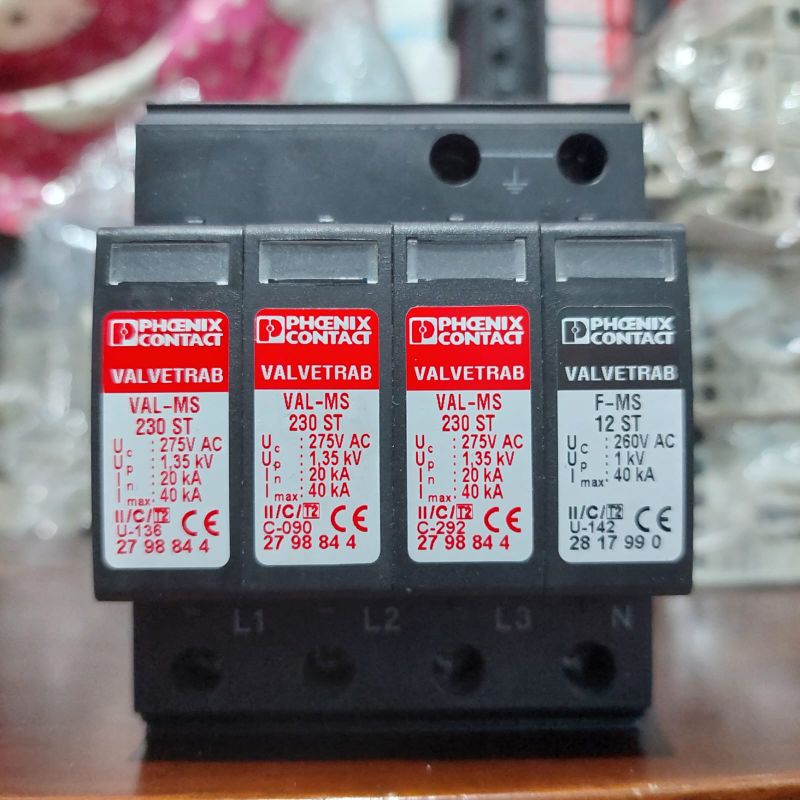 PHŒNIX
CONTACT
VALVETRAB
VAL-MS
230 ST
Uc : 275V AC
Up : 1,35 kV
In : 20 kA
Imax: 40 kA
II/C/T2 CE
U-136
27 98 84 4
PHŒNIX
CONTACT
VALVETRAB
VAL-MS
230 ST
Uc : 275V AC
Up : 1,35 kV
In : 20 kA
Imax: 40 kA
II/C/T2 CE
C-090
27 98 84 4
PHŒNIX
CONTACT
VALVETRAB
VAL-MS
230 ST
Uc : 275V AC
Up : 1,35 kV
In : 20 kA
Imax: 40 kA
II/C/T2 CE
C-292
27 98 84 4
PHŒNIX
CONTACT
VALVETRAB
F-MS
12 ST
Uc : 260V AC
Up : 1 kV
Imax: 40 kA
II/C/T2 CE
U-142
28 17 99 0
L1 L2 L3 N